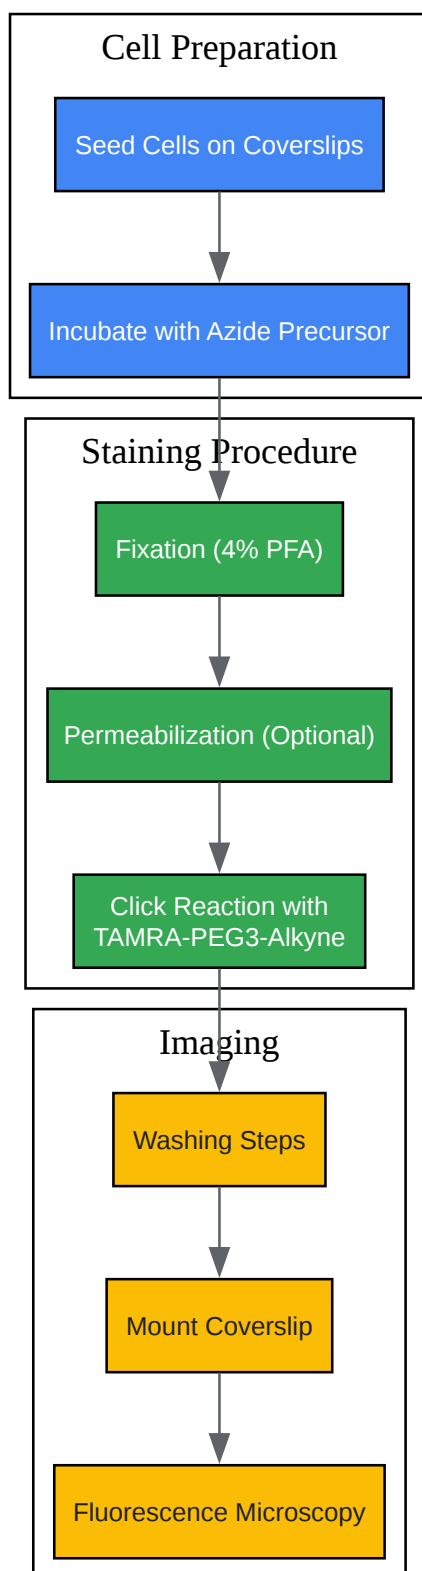 Cell Preparation
Seed Cells on Coverslips
Incubate with Azide Precursor
Staining Procedure
Fixation (4% PFA)
Permeabilization (Optional)
Click Reaction with
TAMRA-PEG3-Alkyne
Imaging
Washing Steps
Mount Coverslip
Fluorescence Microscopy